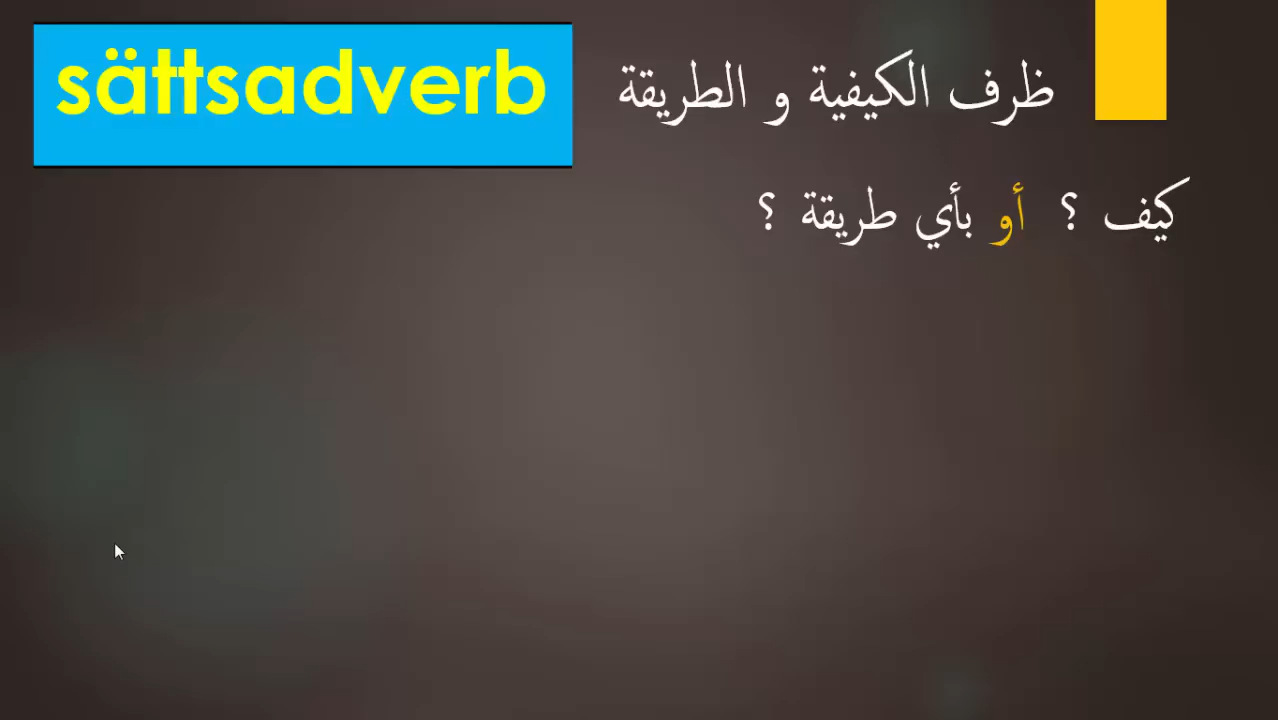 sättsadverb
ظرف الكيفية و الطريقة
كيف ؟ أو بأي طريقة ؟